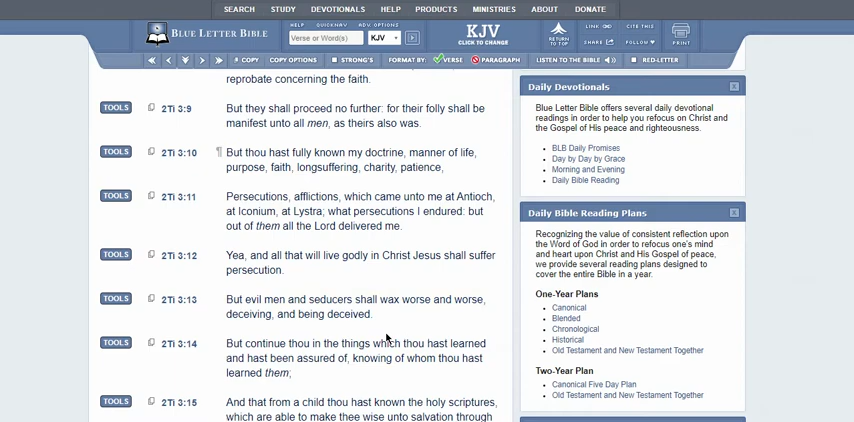 SEARCH STUDY DEVOTIONALS HELP PRODUCTS MINISTRIES ABOUT DONATE
BLUE LETTER BIBLE
HELP QUICKNAV ADV. OPTIONS
Verse or Word(s) KJV
KJV
CLICK TO CHANGE
RETURN TO TOP
LINK CITE THIS
SHARE FOLLOW
PRINT
COPY COPY OPTIONS STRONG'S FORMAT BY: VERSE PARAGRAPH LISTEN TO THE BIBLE RED-LETTER
reprobate concerning the faith.
TOOLS 2Ti 3:9 But they shall proceed no further: for their folly shall be
manifest unto all men, as theirs also was.
TOOLS 2Ti 3:10 ¶ But thou hast fully known my doctrine, manner of life,
purpose, faith, longsuffering, charity, patience,
TOOLS 2Ti 3:11 Persecutions, afflictions, which came unto me at Antioch,
at Iconium, at Lystra; what persecutions I endured: but
out of them all the Lord delivered me.
TOOLS 2Ti 3:12 Yea, and all that will live godly in Christ Jesus shall suffer
persecution.
TOOLS 2Ti 3:13 But evil men and seducers shall wax worse and worse,
deceiving, and being deceived.
TOOLS 2Ti 3:14 But continue thou in the things which thou hast learned
and hast been assured of, knowing of whom thou hast
learned them;
TOOLS 2Ti 3:15 And that from a child thou hast known the holy scriptures,
which are able to make thee wise unto salvation through
Daily Devotionals
Blue Letter Bible offers several daily devotional
readings in order to help you refocus on Christ and
the Gospel of His peace and righteousness.
BLB Daily Promises
Day by Day by Grace
Morning and Evening
Daily Bible Reading
Daily Bible Reading Plans
Recognizing the value of consistent reflection upon
the Word of God in order to refocus one's mind
and heart upon Christ and His Gospel of peace,
we provide several reading plans designed to
cover the entire Bible in a year.
One-Year Plans
Canonical
Blended
Chronological
Historical
Old Testament and New Testament Together
Two-Year Plan
Canonical Five Day Plan
Old Testament and New Testament Together